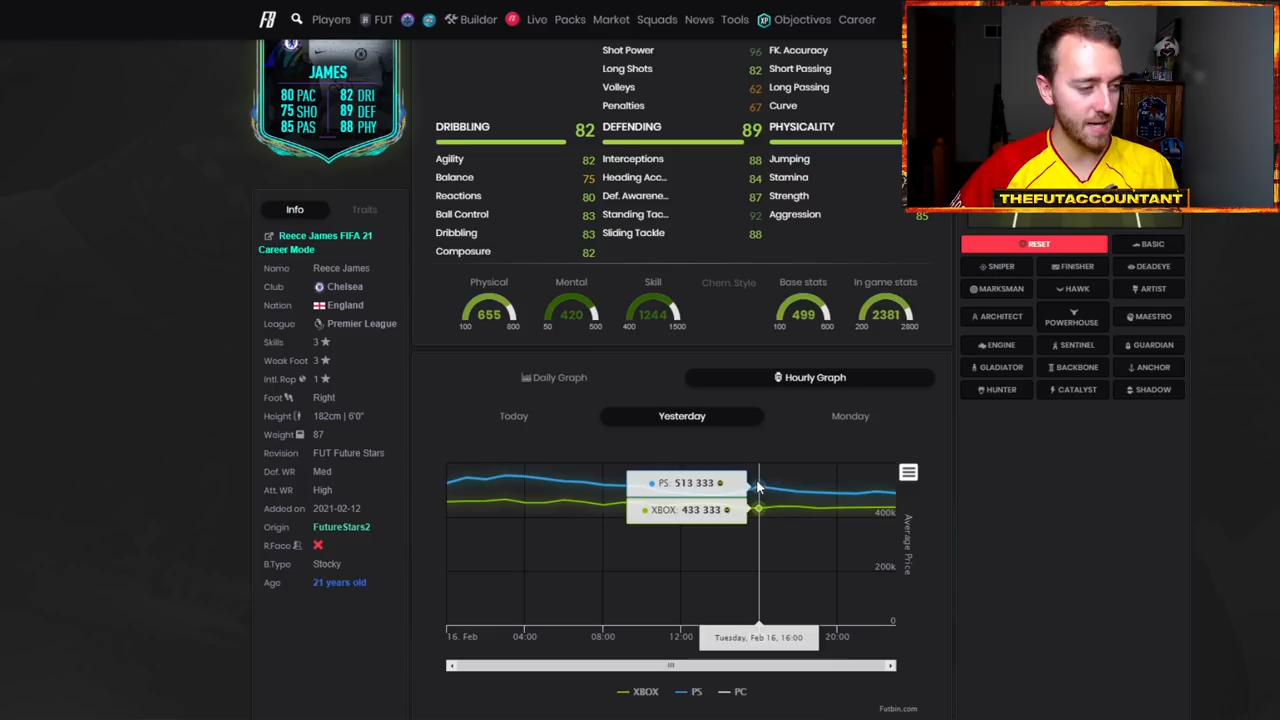 FB Players FUT Builder Live Packs Market Squads News Tools XP Objectives Career
JAMES
80 PAC 82 DRI
75 SHO 89 DEF
85 PAS 88 PHY
Shot Power 96 FK. Accuracy
Long Shots 82 Short Passing
Volleys 62 Long Passing
Penalties 67 Curve
DRIBBLING 82 DEFENDING 89 PHYSICALITY
Agility 82 Interceptions 88 Jumping
Balance 75 Heading Acc... 84 Stamina
Reactions 80 Def. Awarene... 87 Strength
Ball Control 83 Standing Tac... 92 Aggression 85
Dribbling 83 Sliding Tackle 88
Composure 82
THEFUTACCOUNTANT
Info Traits
Reece James FIFA 21
Career Mode
Name Reece James
Club Chelsea
Nation England
League Premier League
Skills 3
Weak Foot 3
Intl. Rep 1
Foot Right
Height 182cm | 6'0"
Weight 87
Revision FUT Future Stars
Def. WR Med
Att. WR High
Added on 2021-02-12
Origin FutureStars2
R.Face
B.Type Stocky
Age 21 years old
Physical Mental Skill Chem. Style Base stats In game stats
655 420 1244 499 2381
100 800 50 500 400 1500 100 600 200 2800
RESET BASIC
SNIPER FINISHER DEADEYE
MARKSMAN HAWK ARTIST
ARCHITECT POWERHOUSE MAESTRO
ENGINE SENTINEL GUARDIAN
GLADIATOR BACKBONE ANCHOR
HUNTER CATALYST SHADOW
Daily Graph Hourly Graph
Today Yesterday Monday
PS: 513 333
XBOX: 433 333
400k
200k
0
Average Price
16. Feb 04:00 08:00 12:00 Tuesday, Feb 16, 16:00 20:00
XBOX PS PC
Futbin.com